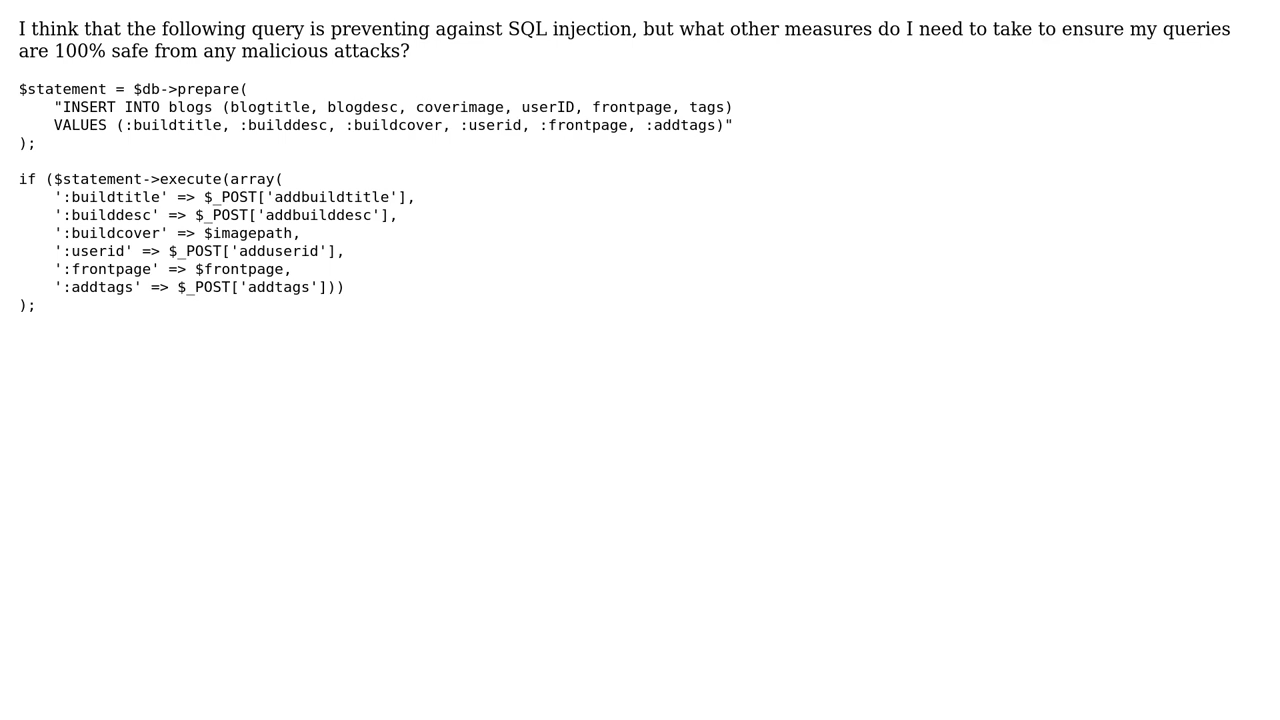 I think that the following query is preventing against SQL injection, but what other measures do I need to take to ensure my queries
are 100% safe from any malicious attacks?
$statement = $db->prepare(
    "INSERT INTO blogs (blogtitle, blogdesc, coverimage, userID, frontpage, tags)
    VALUES (:buildtitle, :builddesc, :buildcover, :userid, :frontpage, :addtags)"
);
if ($statement->execute(array(
    ':buildtitle' => $_POST['addbuildtitle'],
    ':builddesc' => $_POST['addbuilddesc'],
    ':buildcover' => $imagepath,
    ':userid' => $_POST['adduserid'],
    ':frontpage' => $frontpage,
    ':addtags' => $_POST['addtags']))
);